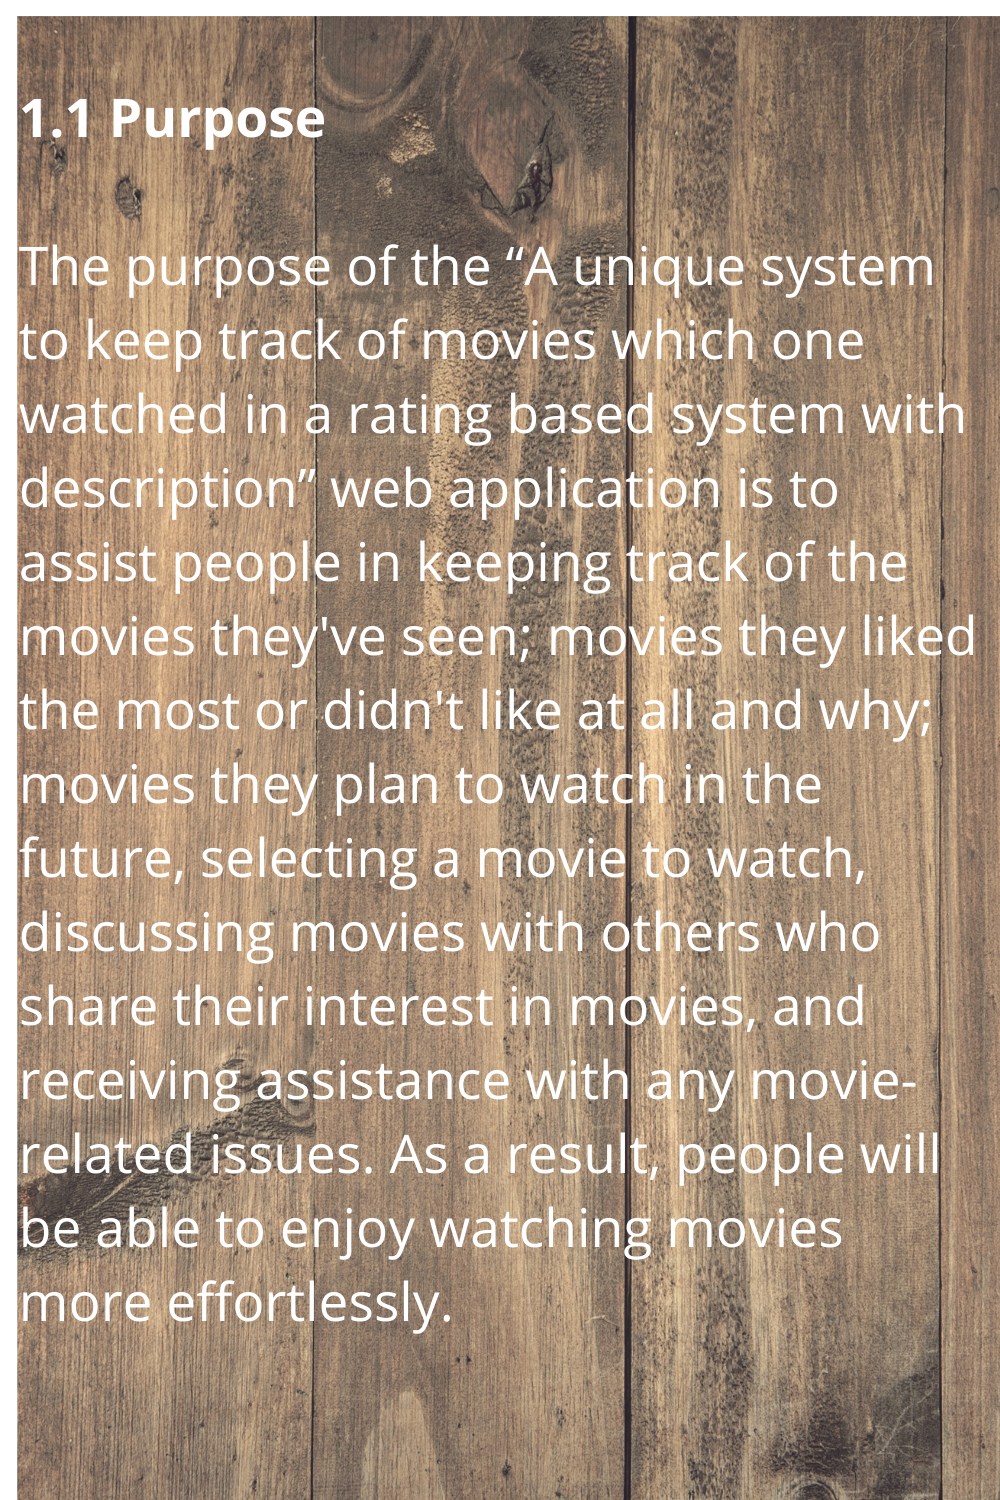 1.1 Purpose
The purpose of the “A unique system
to keep track of movies which one
watched in a rating based system with
description” web application is to
assist people in keeping track of the
movies they've seen; movies they liked
the most or didn't like at all and why;
movies they plan to watch in the
future, selecting a movie to watch,
discussing movies with others who
share their interest in movies, and
receiving assistance with any movie-
related issues. As a result, people will
be able to enjoy watching movies
more effortlessly.